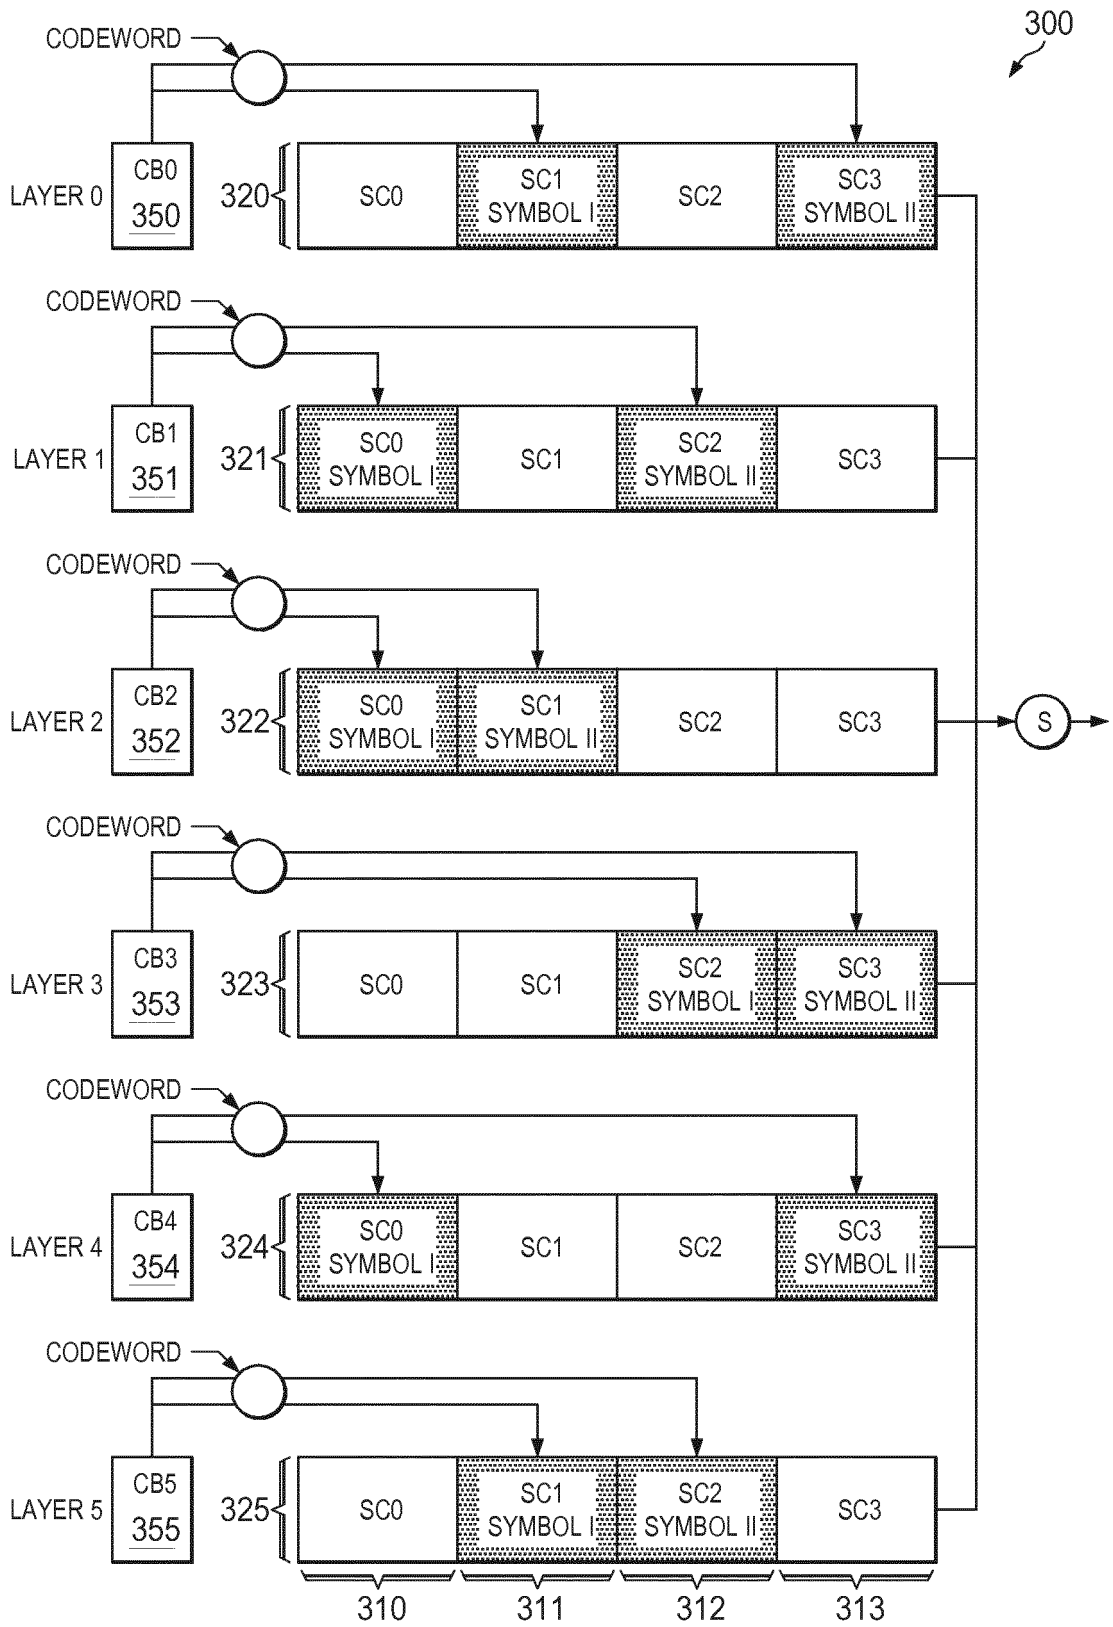 300
CODEWORD
LAYER 0
CB0
350
320
SC0
SC1
SYMBOL I
SC2
SC3
SYMBOL II
CODEWORD
LAYER 1
CB1
351
321
SC0
SYMBOL I
SC1
SC2
SYMBOL II
SC3
CODEWORD
LAYER 2
CB2
352
322
SC0
SYMBOL I
SC1
SYMBOL II
SC2
SC3
S
CODEWORD
LAYER 3
CB3
353
323
SC0
SC1
SC2
SYMBOL I
SC3
SYMBOL II
CODEWORD
LAYER 4
CB4
354
324
SC0
SYMBOL I
SC1
SC2
SC3
SYMBOL II
CODEWORD
LAYER 5
CB5
355
325
SC0
SC1
SYMBOL I
SC2
SYMBOL II
SC3
310
311
312
313